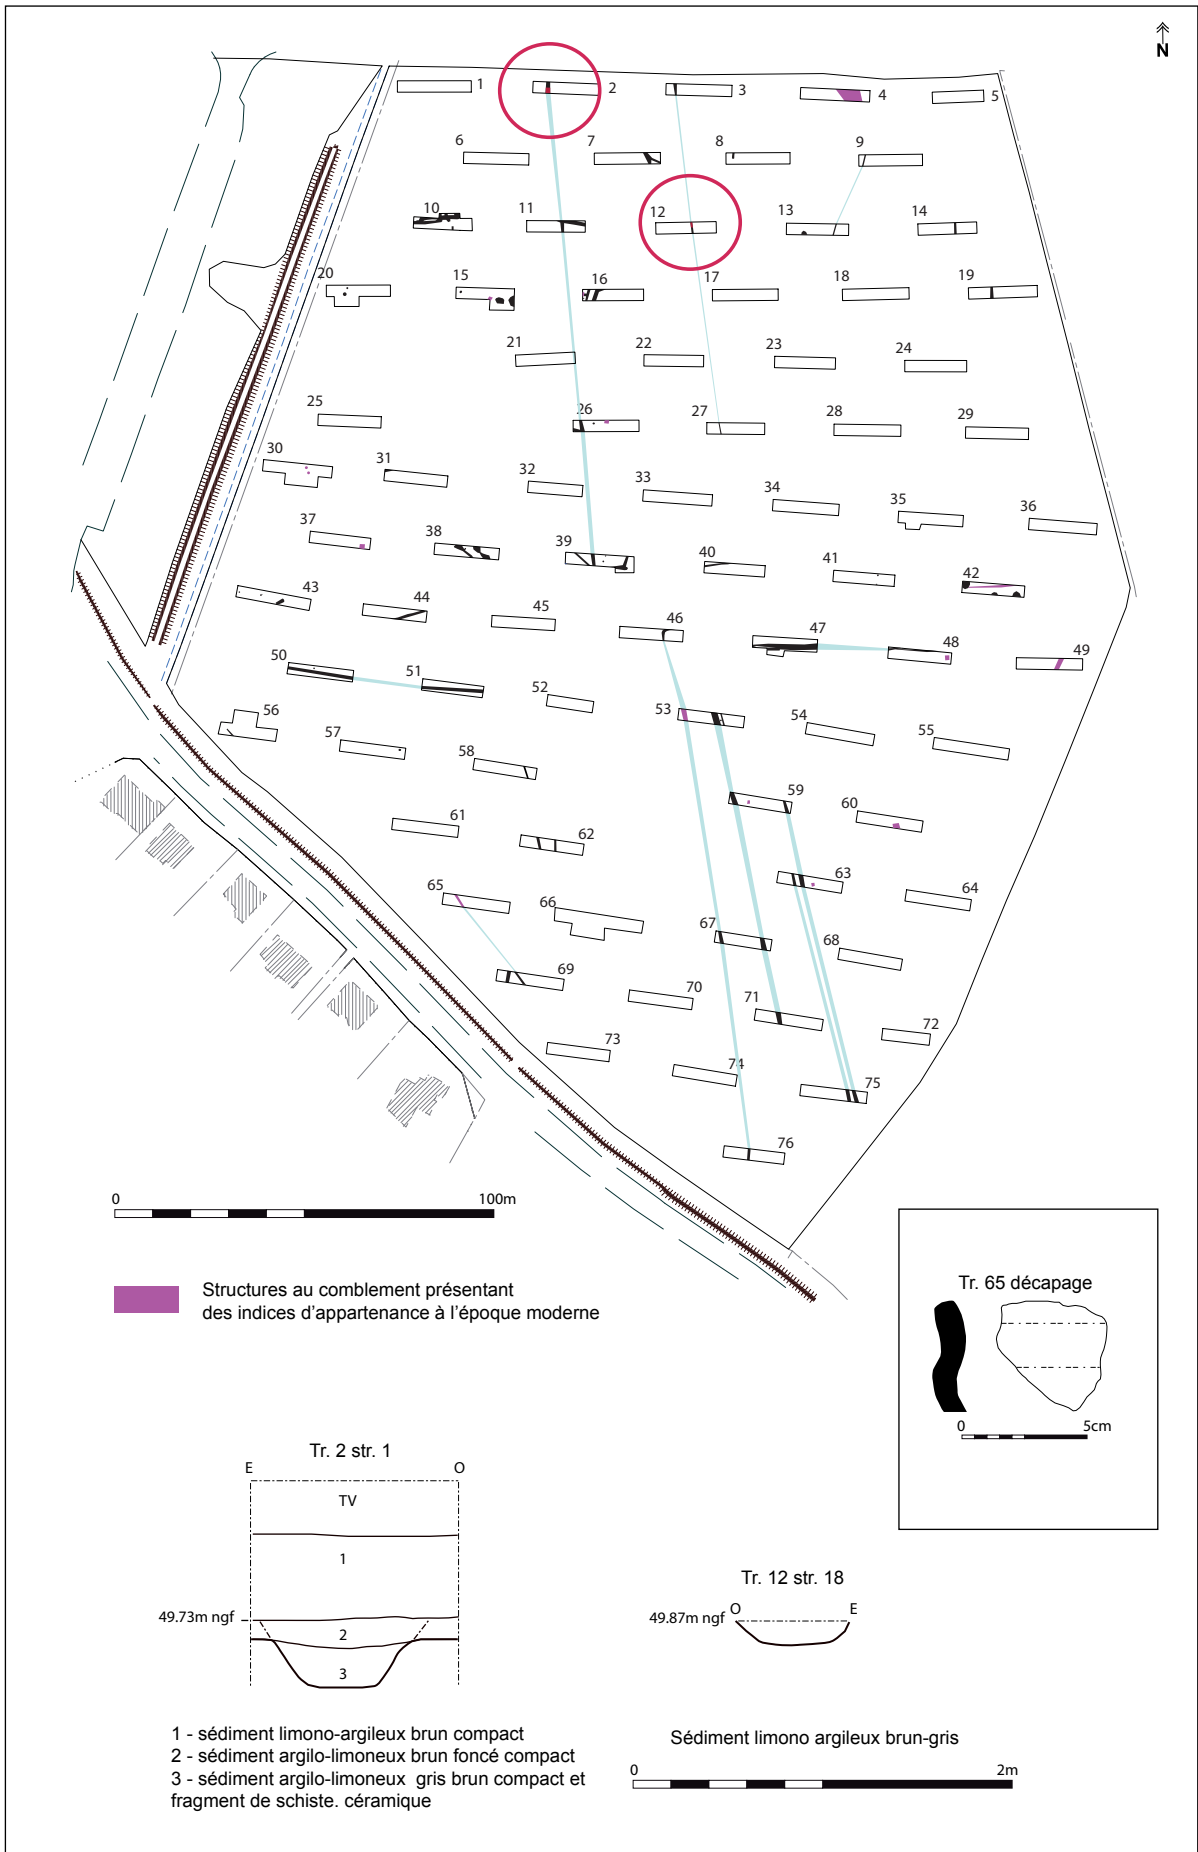 N
1 2 3 4 5
6 7 8 9
10 11 12 13 14
20 15 16 17 18 19
21 22 23 24
25 26 27 28 29
30 31 32 33 34 35 36
37 38 39 40 41 42
43 44 45 46 47 48 49
50 51 52 53 54 55
56 57 58 59 60
61 62 63 64
65 66 67 68
69 70 71 72
73 74 75
76
0 100m
Structures au comblement présentant
des indices d'appartenance à l'époque moderne
Tr. 65 décapage
0 5cm
Tr. 2 str. 1
E O
TV
1
49.73m ngf
2
3
Tr. 12 str. 18
O E
49.87m ngf
1 - sédiment limono-argileux brun compact
2 - sédiment argilo-limoneux brun foncé compact
3 - sédiment argilo-limoneux gris brun compact et
fragment de schiste. céramique
Sédiment limono argileux brun-gris
0 2m